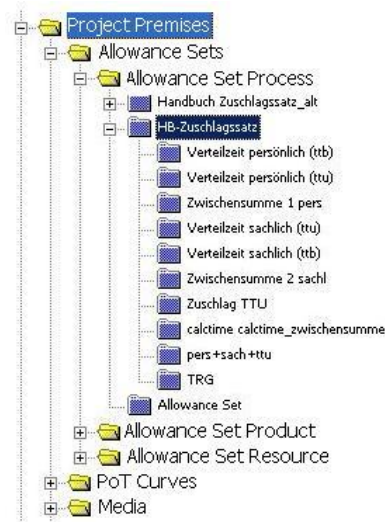 Project Premises
Allowance Sets
Allowance Set Process
Handbuch Zuschlagssatz_alt
HB-Zuschlagssatz
Verteilzeit persönlich (ttb)
Verteilzeit persönlich (ttu)
Zwischensumme 1 pers
Verteilzeit sachlich (ttu)
Verteilzeit sachlich (ttb)
Zwischensumme 2 sachl
Zuschlag TTU
calctime calctime_zwischensumme
pers+sach+ttu
TRG
Allowance Set
Allowance Set Product
Allowance Set Resource
PoT Curves
Media